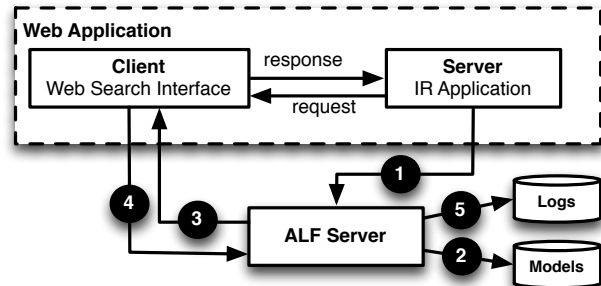 Web Application
Client
Web Search Interface
response
request
Server
IR Application
1
4
3
5
2
ALF Server
Logs
Models